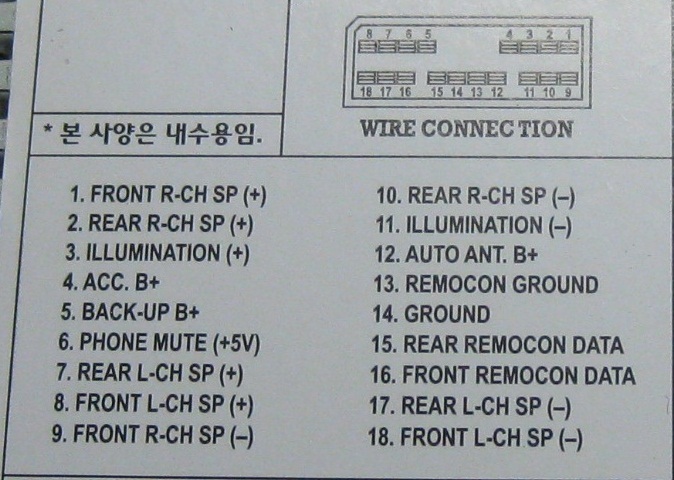 8 7 6 5 4 3 2 1
18 17 16 15 14 13 12 11 10 9
WIRE CONNECTION
* 본 사양은 내수용임.
1. FRONT R-CH SP (+)
2. REAR R-CH SP (+)
3. ILLUMINATION (+)
4. ACC. B+
5. BACK-UP B+
6. PHONE MUTE (+5V)
7. REAR L-CH SP (+)
8. FRONT L-CH SP (+)
9. FRONT R-CH SP (–)
10. REAR R-CH SP (–)
11. ILLUMINATION (–)
12. AUTO ANT. B+
13. REMOCON GROUND
14. GROUND
15. REAR REMOCON DATA
16. FRONT REMOCON DATA
17. REAR L-CH SP (–)
18. FRONT L-CH SP (–)